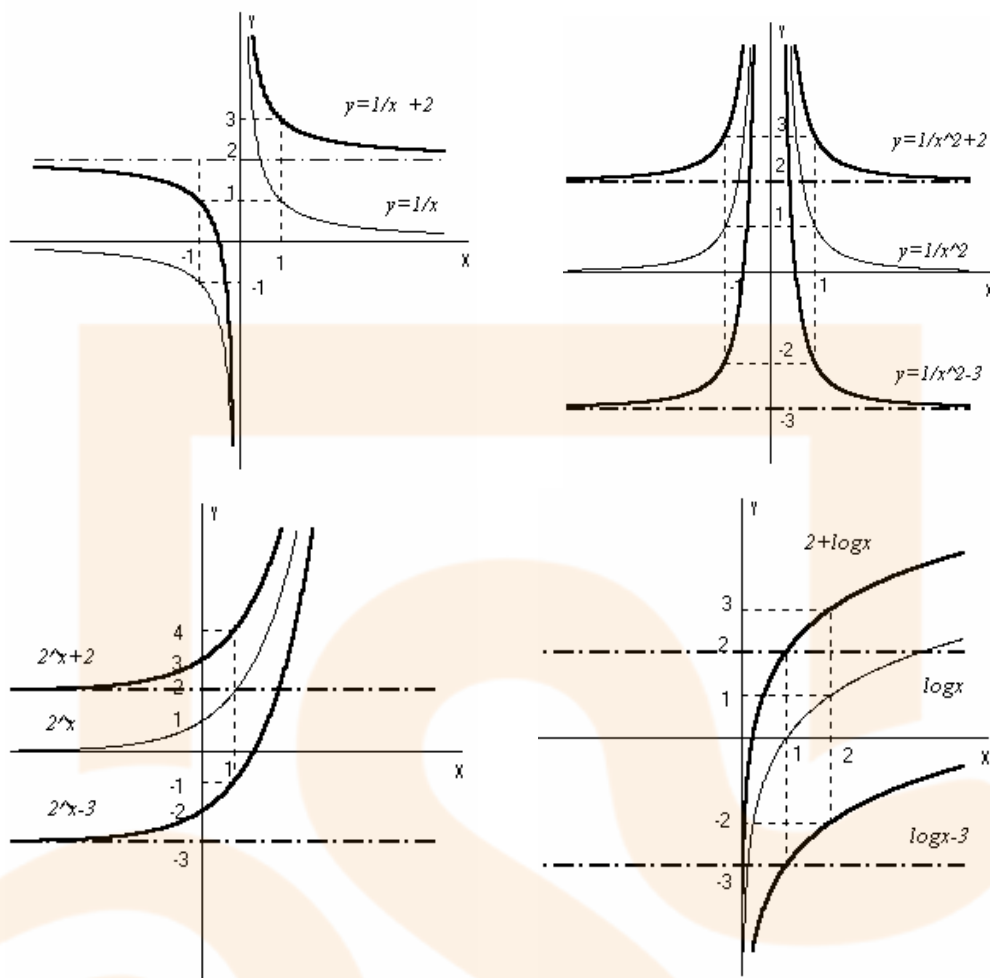 Y
y=1/x +2
3
2
1
y=1/x
-1
1
X
-1
Y
3
y=1/x^2+2
2
1
y=1/x^2
-1
1
X
-2
y=1/x^2-3
-3
Y
4
2^x+2
3
2
2^x
1
1
X
-1
2^x-3
-2
-3
Y
2+logx
3
2
logx
1
1
2
X
-2
logx-3
-3